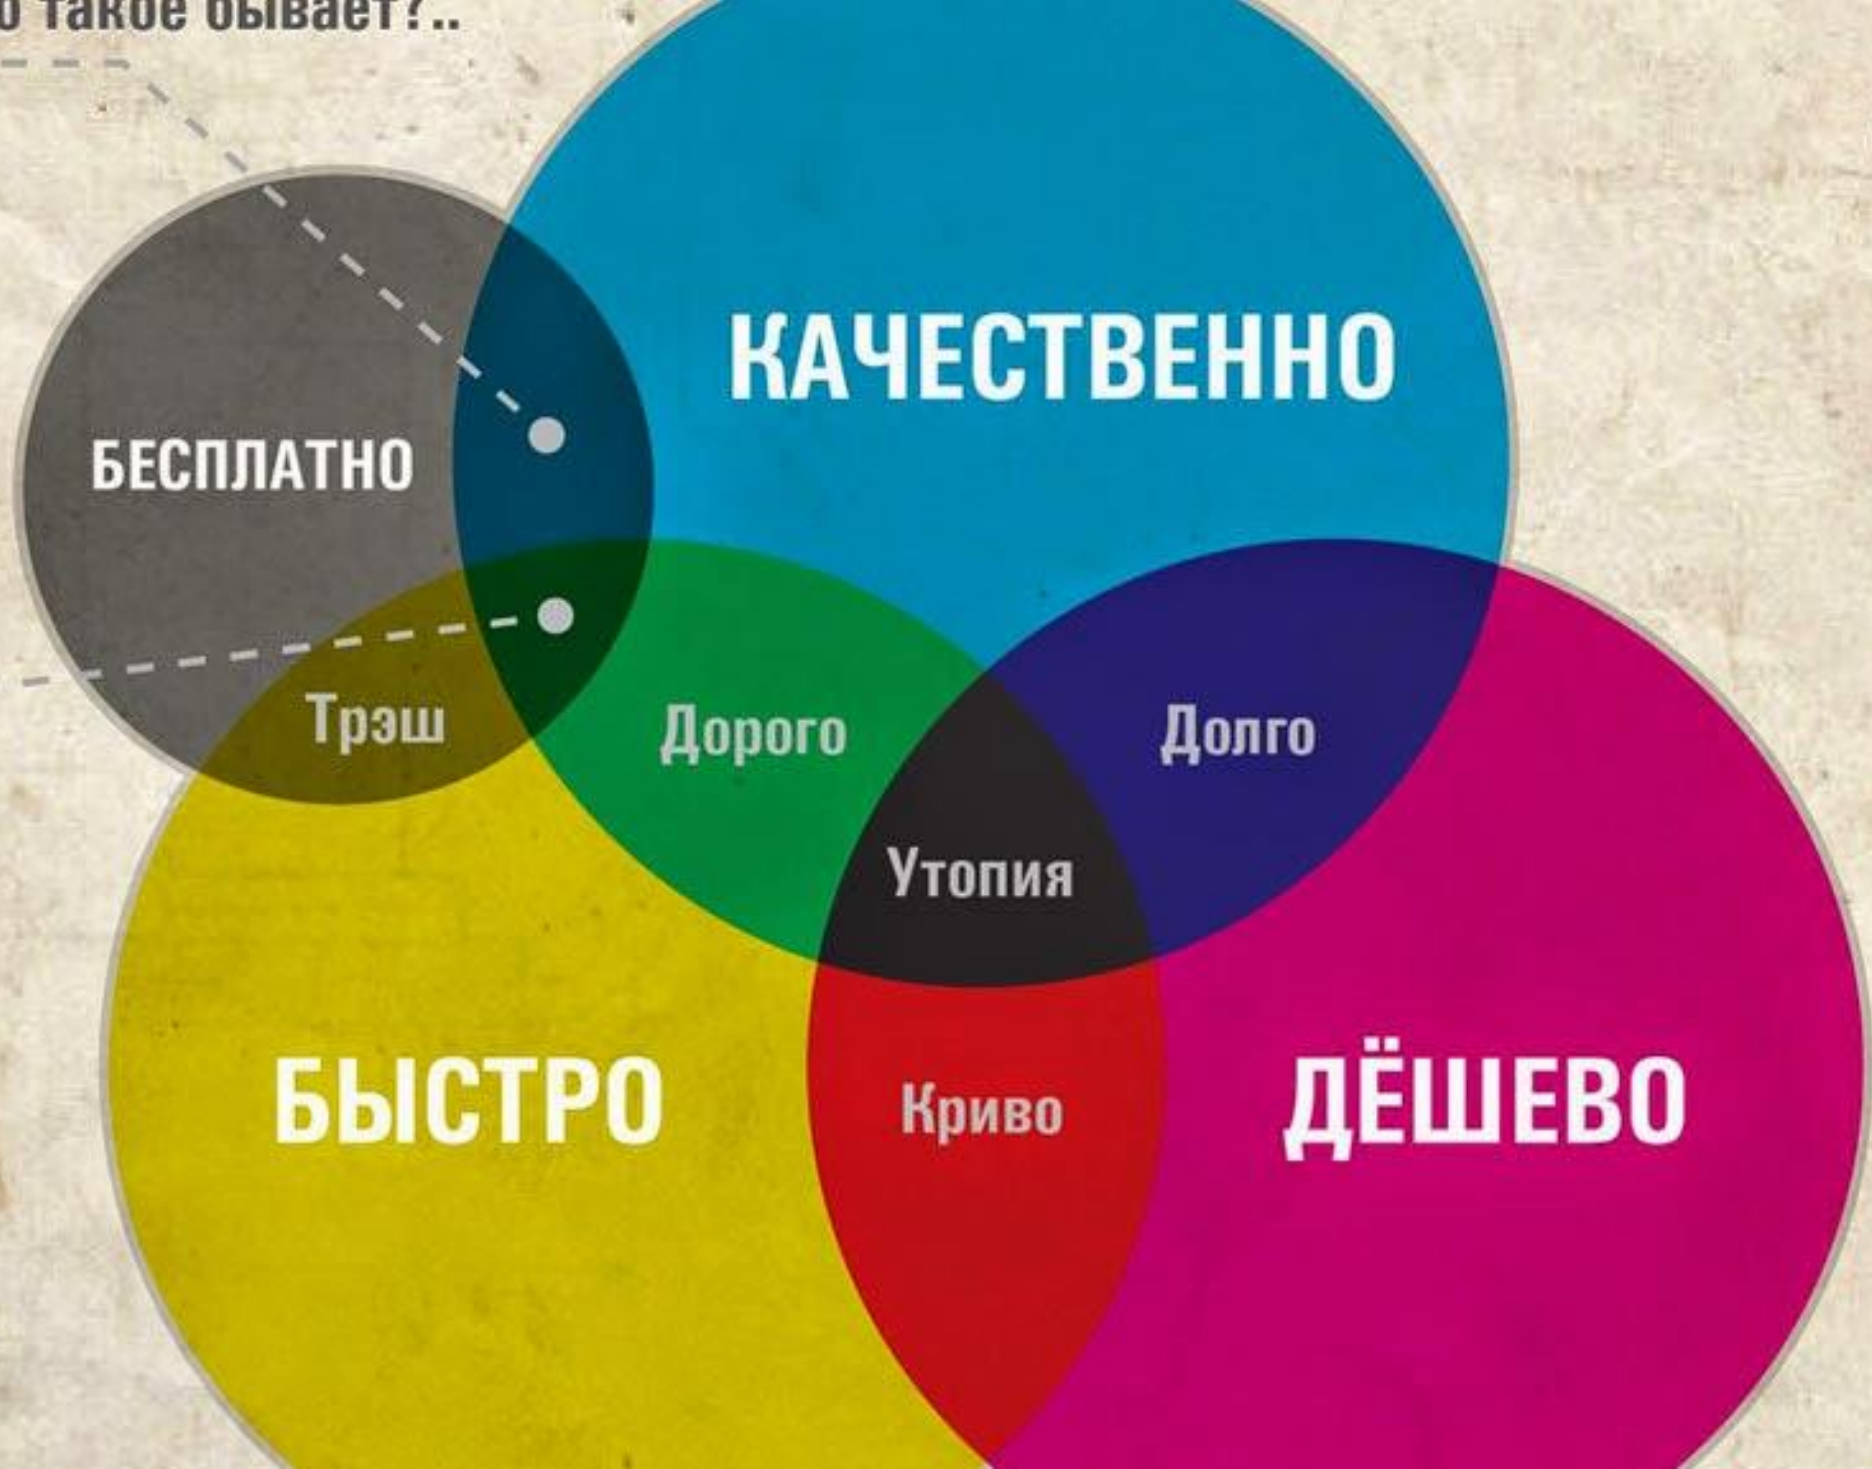 такое бывает?..
КАЧЕСТВЕННО
БЕСПЛАТНО
Трэш
Дорого
Долго
Утопия
БЫСТРО
Криво
ДЁШЕВО